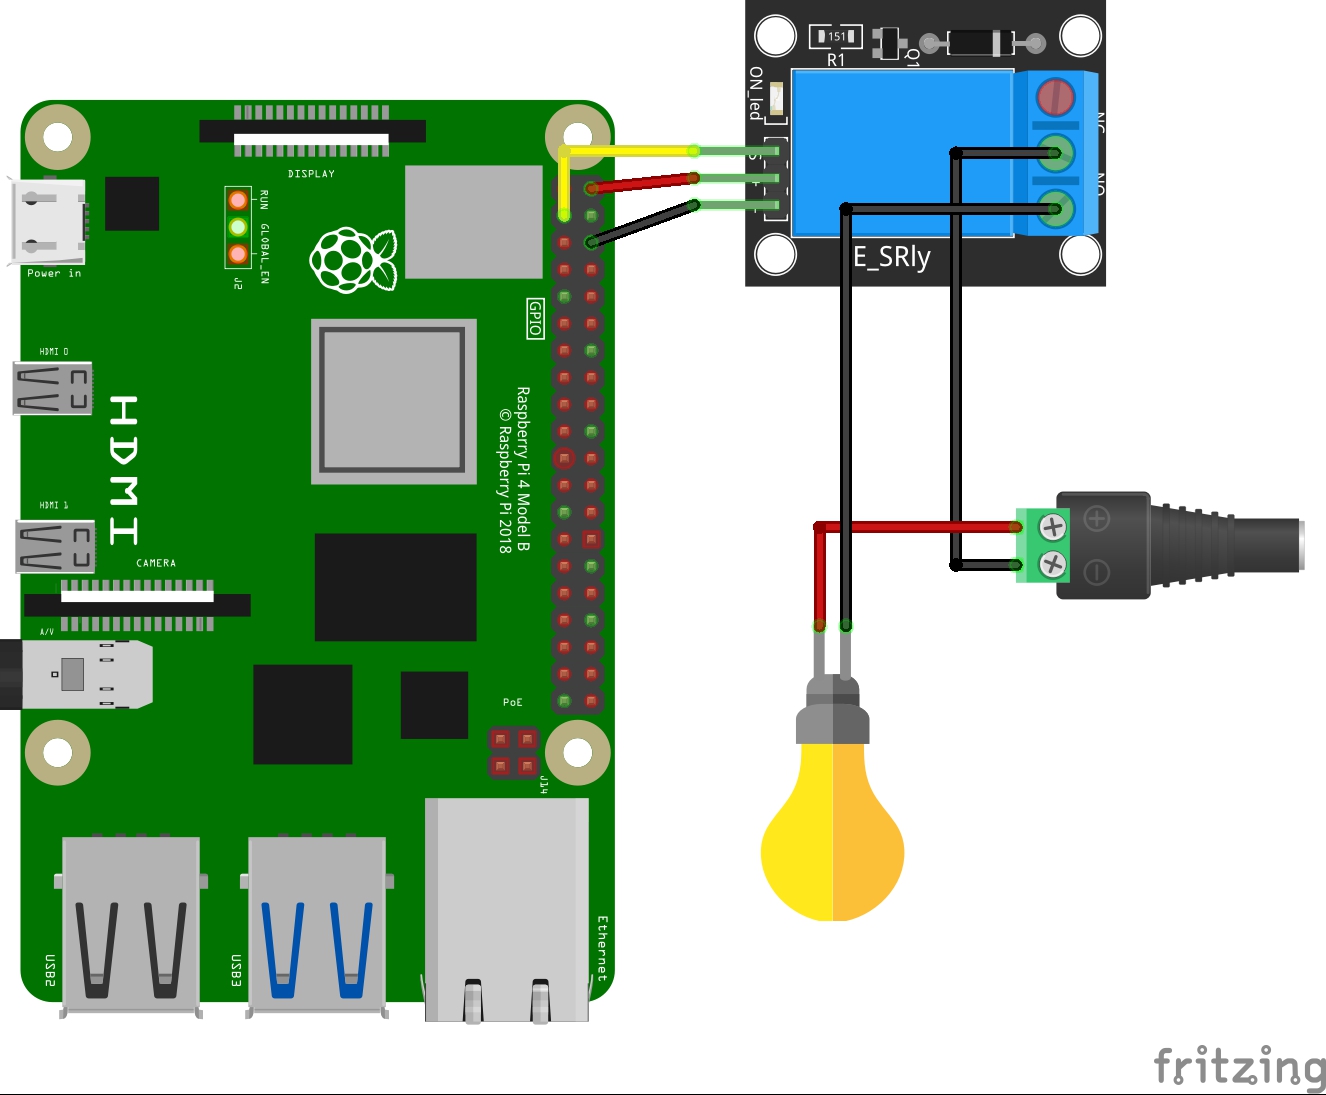 151
R1
Q1
ON_led
S
+
-
NC
NO
E_SRly
DISPLAY
RUN
GLOBAL_EN
J2
Power in
GPIO
HDMI 0
HDMI
Raspberry Pi 4 Model B
© Raspberry Pi 2018
HDMI 1
CAMERA
A/V
PoE
J14
USB2
USB3
Ethernet
fritzing